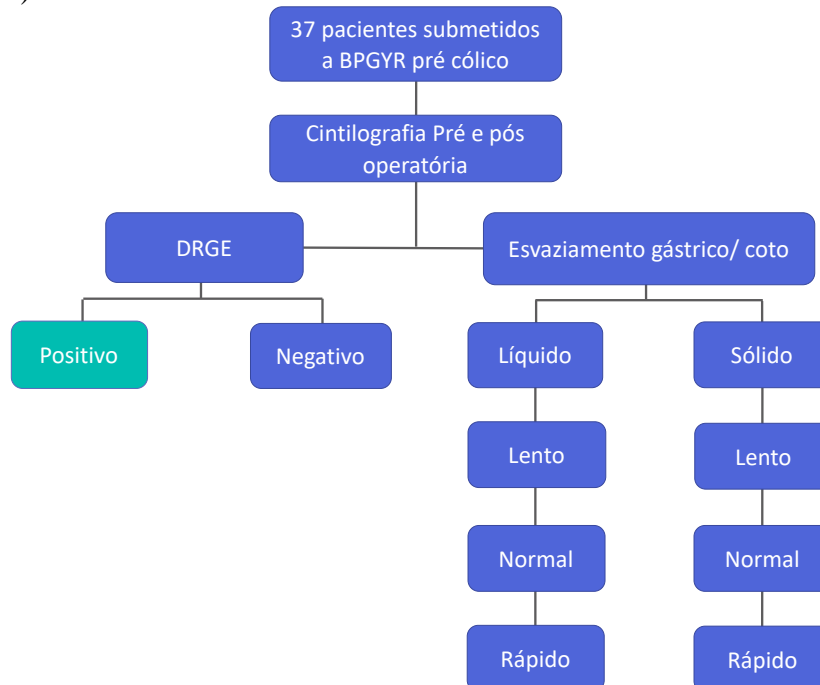 )
37 pacientes submetidos
a BPGYR pré cólico
Cintilografia Pré e pós
operatória
DRGE
Esvaziamento gástrico/ coto
Positivo
Negativo
Líquido
Sólido
Lento
Lento
Normal
Normal
Rápido
Rápido